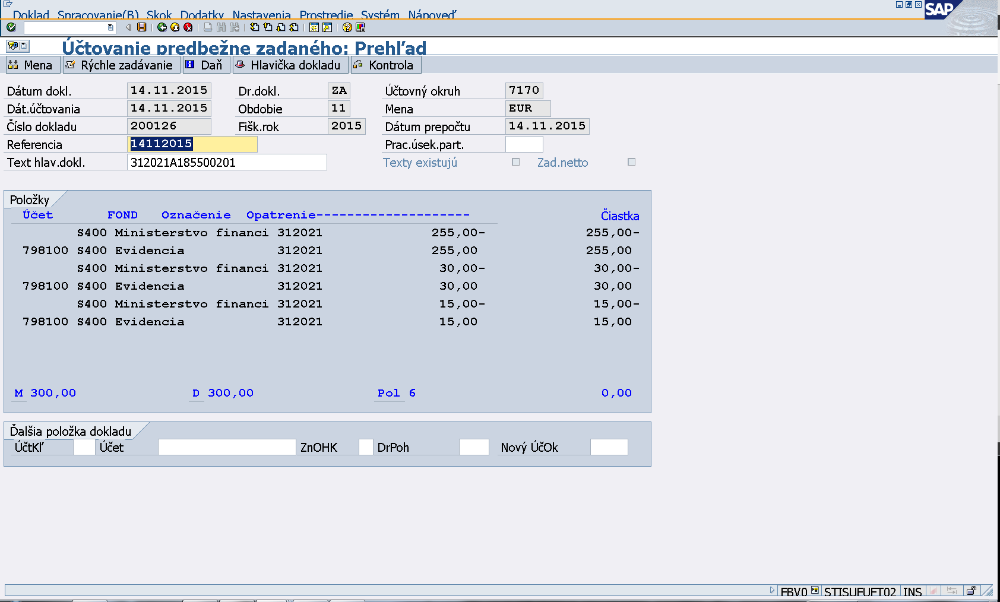 Doklad Spracovanie(B) Skok Dodatky Nastavenia Prostredie Systém Nápoveď
SAP
Účtovanie predbežne zadaného: Prehľad
Mena Rýchle zadávanie Daň Hlavička dokladu Kontrola
Dátum dokl. 14.11.2015 Dr.dokl. ZA Účtovný okruh 7170
Dát.účtovania 14.11.2015 Obdobie 11 Mena EUR
Číslo dokladu 200126 Fišk.rok 2015 Dátum prepočtu 14.11.2015
Referencia 14112015 Prac.úsek.part.
Text hlav.dokl. 312021A185500201 Texty existujú Zad.netto
Položky
Účet FOND Označenie Opatrenie-------------------- Čiastka
S400 Ministerstvo financi 312021 255,00- 255,00-
798100 S400 Evidencia 312021 255,00 255,00
S400 Ministerstvo financi 312021 30,00- 30,00-
798100 S400 Evidencia 312021 30,00 30,00
S400 Ministerstvo financi 312021 15,00- 15,00-
798100 S400 Evidencia 312021 15,00 15,00
M 300,00 D 300,00 Pol 6 0,00
Ďalšia položka dokladu
ÚčtKľ Účet ZnOHK DrPoh Nový ÚčOk
FBV0 STISUFUFT02 INS